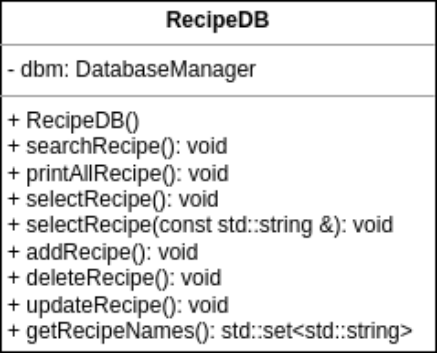 RecipeDB
- dbm: DatabaseManager
+ RecipeDB()
+ searchRecipe(): void
+ printAllRecipe(): void
+ selectRecipe(): void
+ selectRecipe(const std::string &): void
+ addRecipe(): void
+ deleteRecipe(): void
+ updateRecipe(): void
+ getRecipeNames(): std::set<std::string>